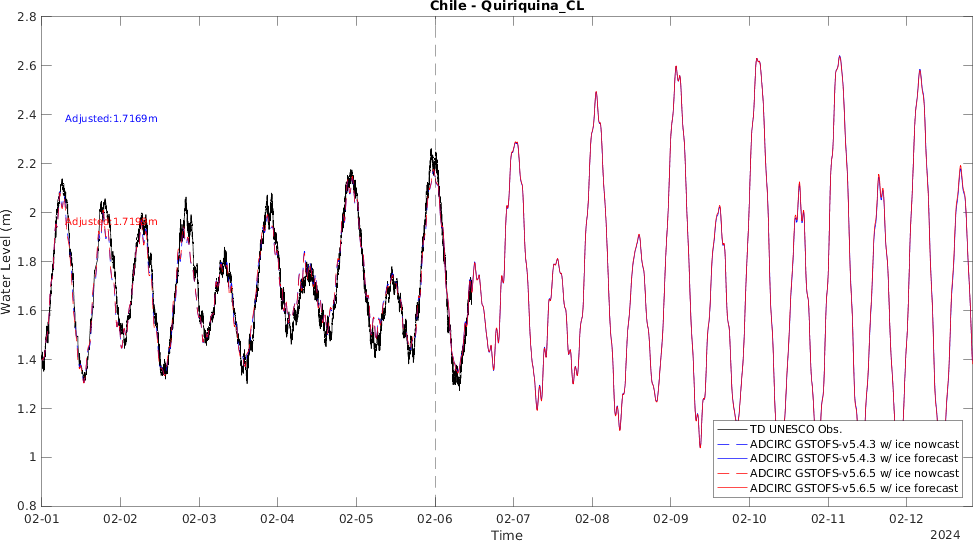 Chile - Quiriquina_CL
2.8
2.6
2.4
2.2
2
1.8
1.6
1.4
1.2
1
0.8
Water Level (m)
Adjusted:1.7169m
TD UNESCO Obs.
ADCIRC GSTOFS-v5.4.3 w/ ice nowcast
ADCIRC GSTOFS-v5.4.3 w/ ice forecast
ADCIRC GSTOFS-v5.6.5 w/ ice nowcast
ADCIRC GSTOFS-v5.6.5 w/ ice forecast
02-01
02-02
02-03
02-04
02-05
02-06
02-07
02-08
02-09
02-10
02-11
02-12
Time
2024